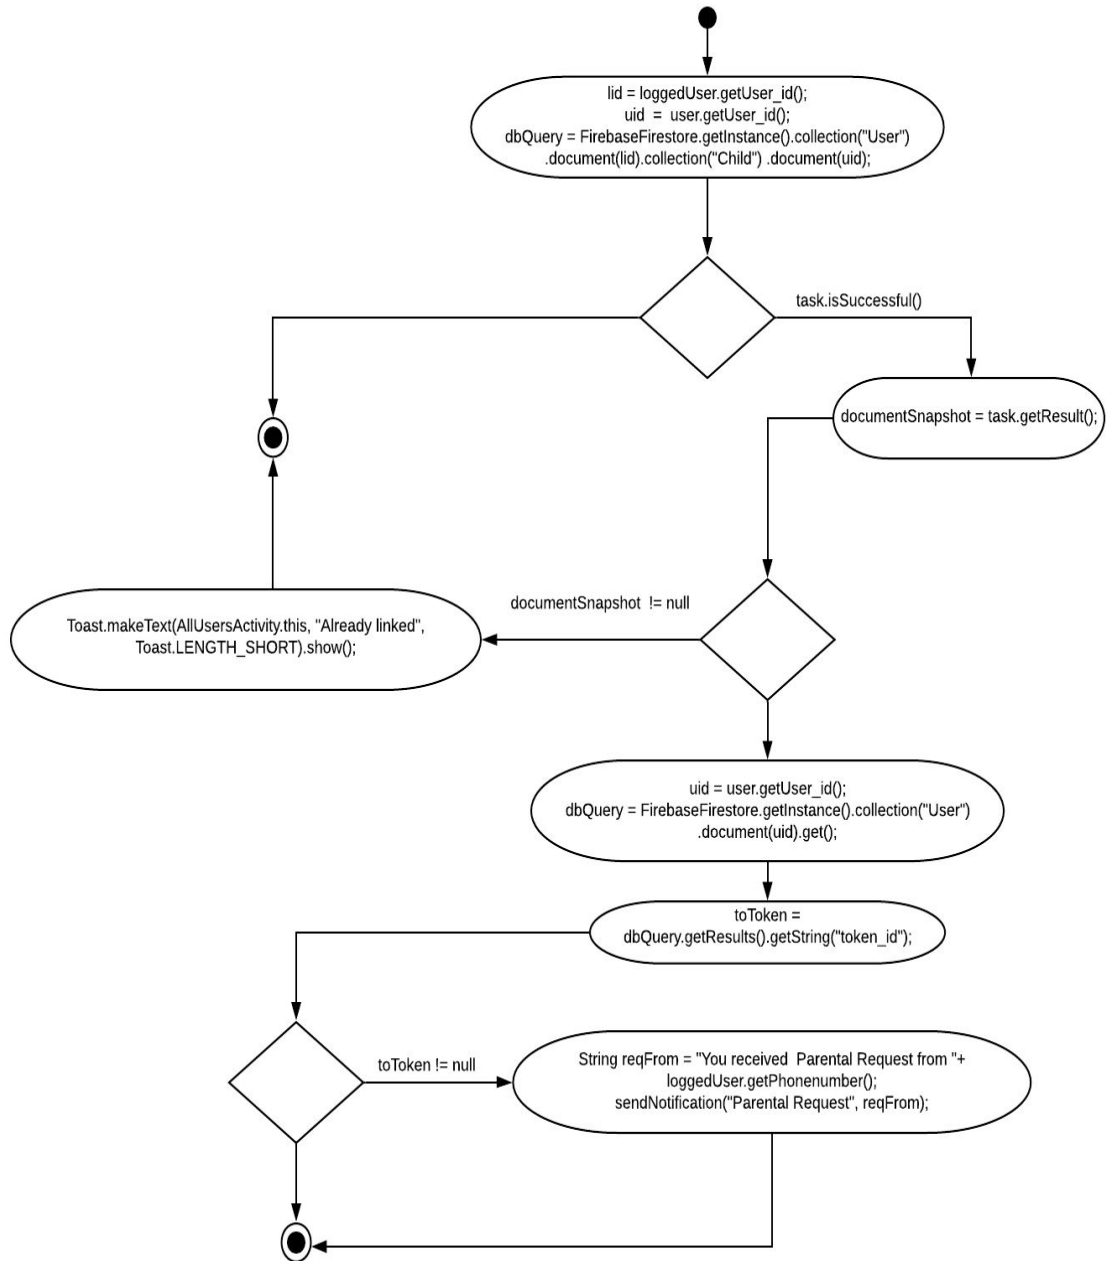 lid = loggedUser.getUser_id();
uid  =  user.getUser_id();
dbQuery = FirebaseFirestore.getInstance().collection("User")
.document(lid).collection("Child") .document(uid);
task.isSuccessful()
documentSnapshot = task.getResult();
documentSnapshot  != null
Toast.makeText(AllUsersActivity.this, "Already linked",
Toast.LENGTH_SHORT).show();
uid = user.getUser_id();
dbQuery = FirebaseFirestore.getInstance().collection("User")
.document(uid).get();
toToken =
dbQuery.getResults().getString("token_id");
toToken != null
String reqFrom = "You received  Parental Request from "+
loggedUser.getPhonenumber();
sendNotification("Parental Request", reqFrom);